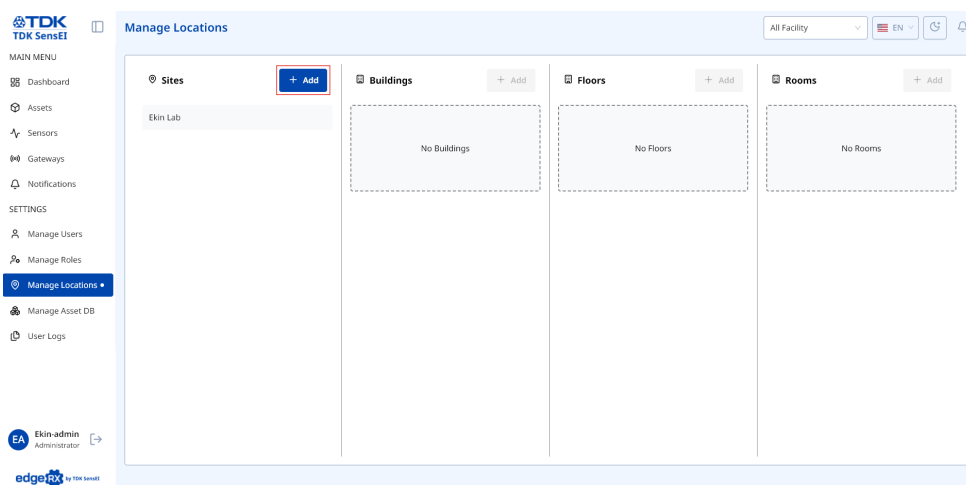 TDK
TDK SensEI
Manage Locations
All Facility
EN
MAIN MENU
Dashboard
Assets
Sensors
Gateways
Notifications
SETTINGS
Manage Users
Manage Roles
Manage Locations
Manage Asset DB
User Logs
Sites
+ Add
Ekin Lab
Buildings
+ Add
No Buildings
Floors
+ Add
No Floors
Rooms
+ Add
No Rooms
EA
Ekin-admin
Administrator
edgeRX by TDK SensEI